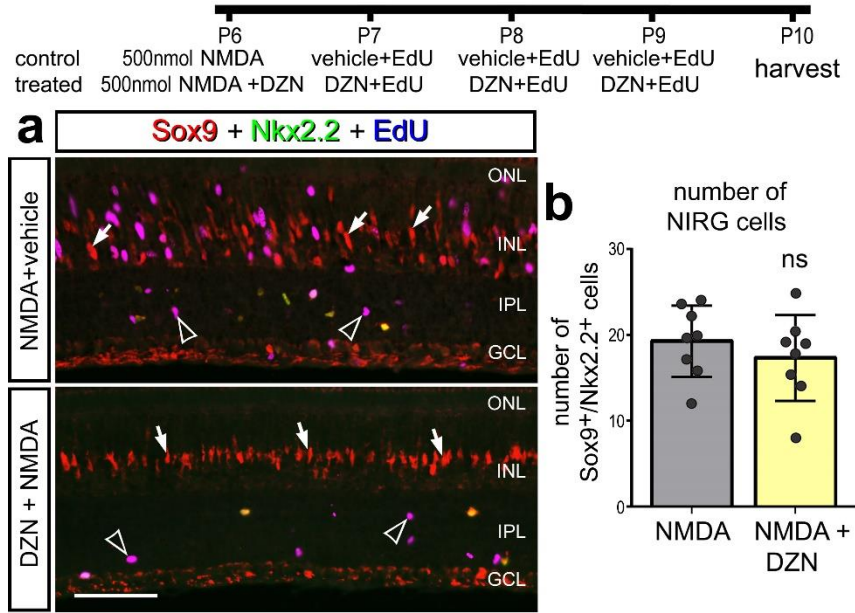 P6 P7 P8 P9 P10
control 500nmol NMDA vehicle+EdU vehicle+EdU vehicle+EdU harvest
treated 500nmol NMDA +DZN DZN+EdU DZN+EdU DZN+EdU
a Sox9 + Nkx2.2 + EdU
NMDA+vehicle
ONL
INL
IPL
GCL
DZN + NMDA
ONL
INL
IPL
GCL
b
number of
NIRG cells
ns
number of
Sox9+/Nkx2.2+ cells
30
20
10
0
NMDA NMDA +
DZN